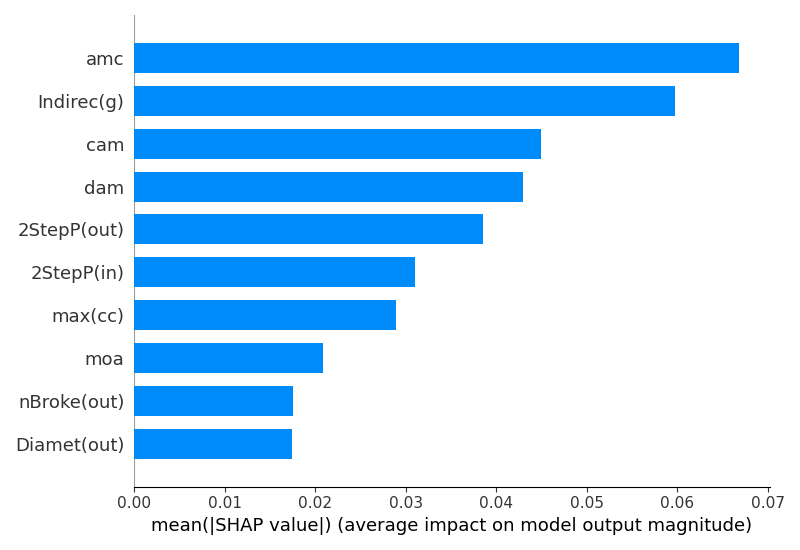 amc
Indirec(g)
cam
dam
2StepP(out)
2StepP(in)
max(cc)
moa
nBroke(out)
Diamet(out)
0.00 0.01 0.02 0.03 0.04 0.05 0.06 0.07
mean(|SHAP value|) (average impact on model output magnitude)